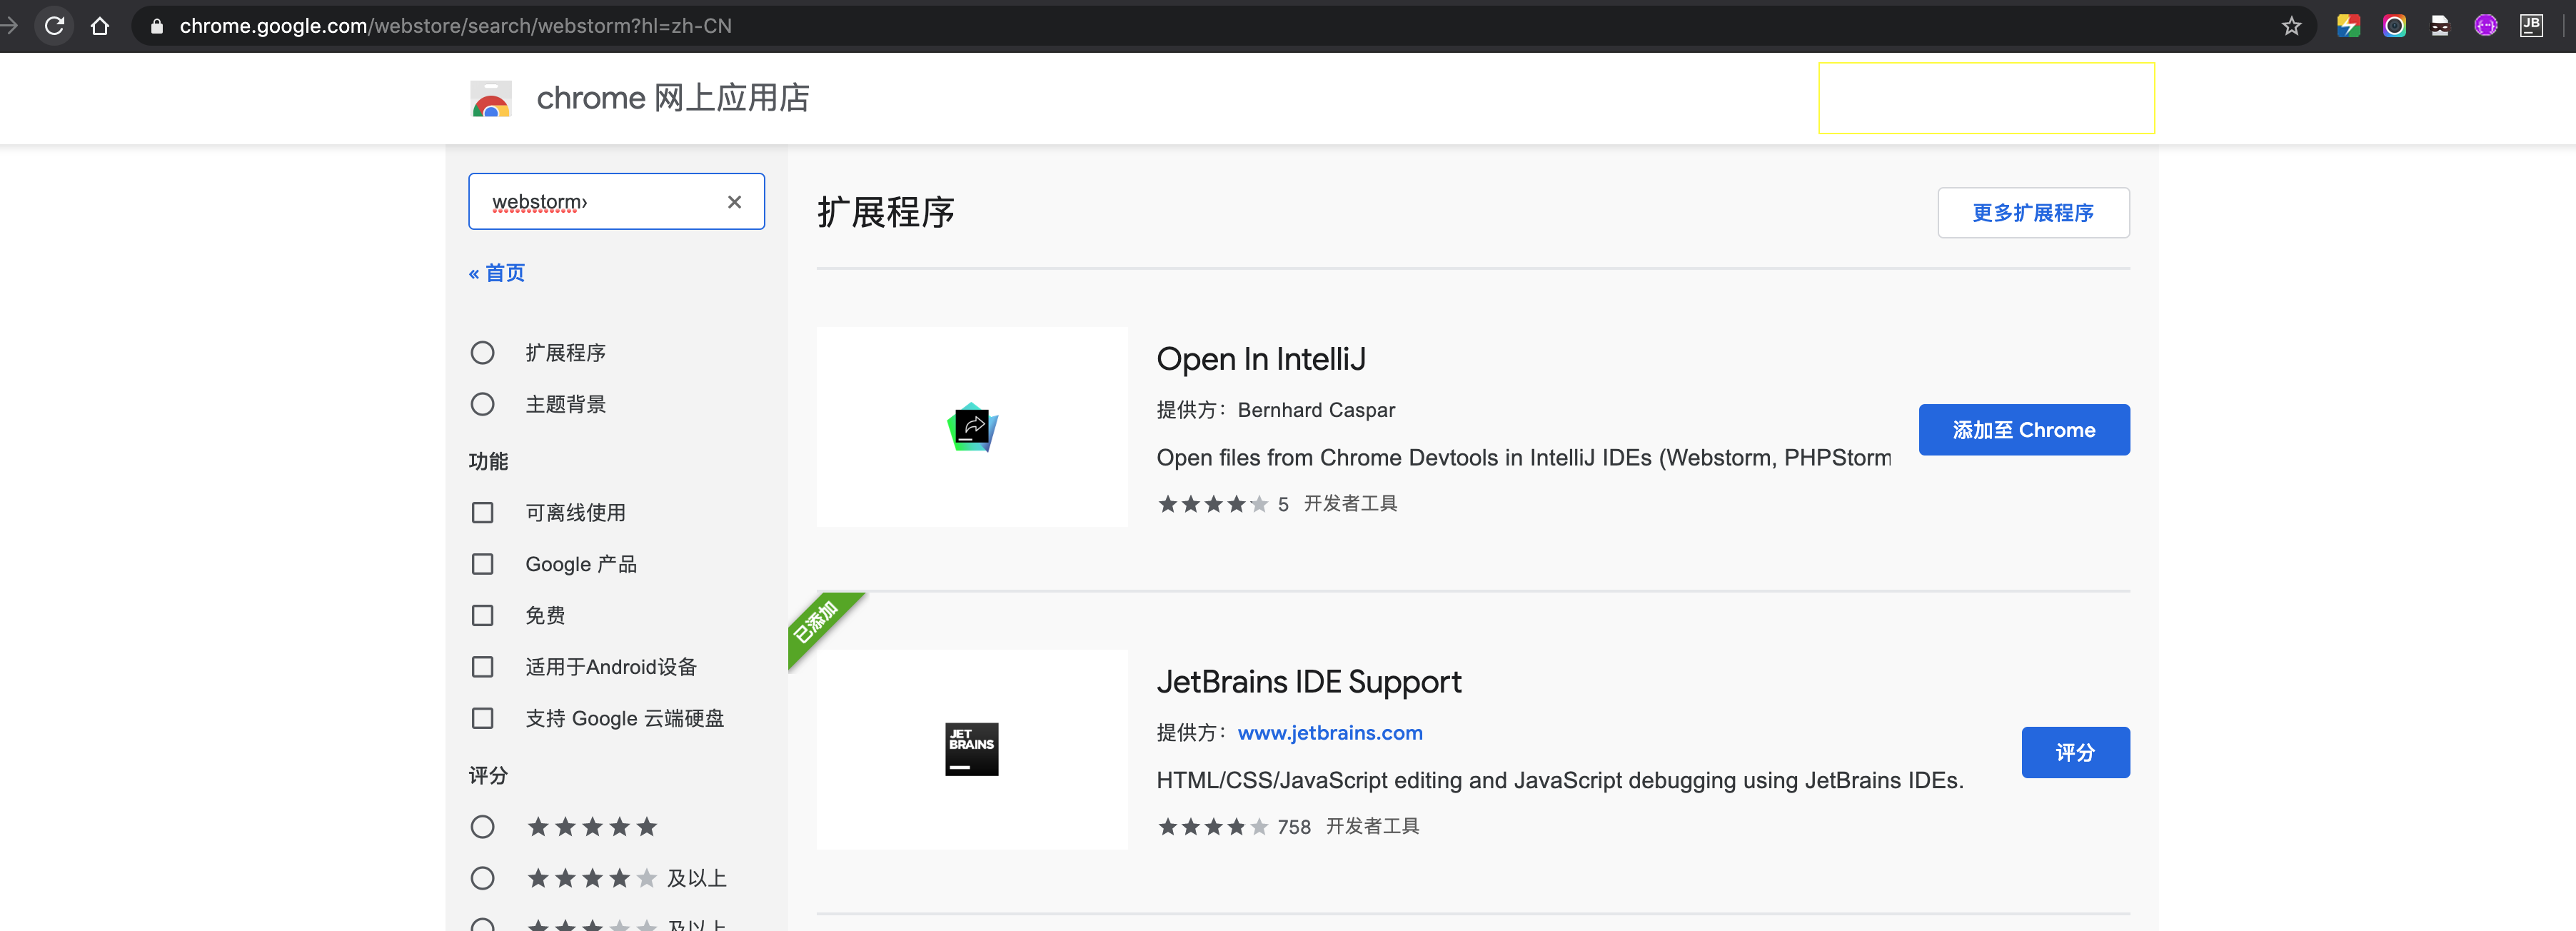 chrome.google.com/webstore/search/webstorm?hl=zh-CN
JB
chrome 网上应用店
webstorm›
« 首页
扩展程序
主题背景
功能
可离线使用
Google 产品
免费
适用于Android设备
支持 Google 云端硬盘
评分
及以上
及以上
扩展程序
更多扩展程序
Open In IntelliJ
提供方：Bernhard Caspar
Open files from Chrome Devtools in IntelliJ IDEs (Webstorm, PHPStorm
5 开发者工具
添加至 Chrome
已添加
JET
BRAINS
JetBrains IDE Support
提供方：www.jetbrains.com
HTML/CSS/JavaScript editing and JavaScript debugging using JetBrains IDEs.
758 开发者工具
评分